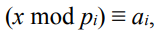 (x mod pᵢ) ≡ aᵢ,